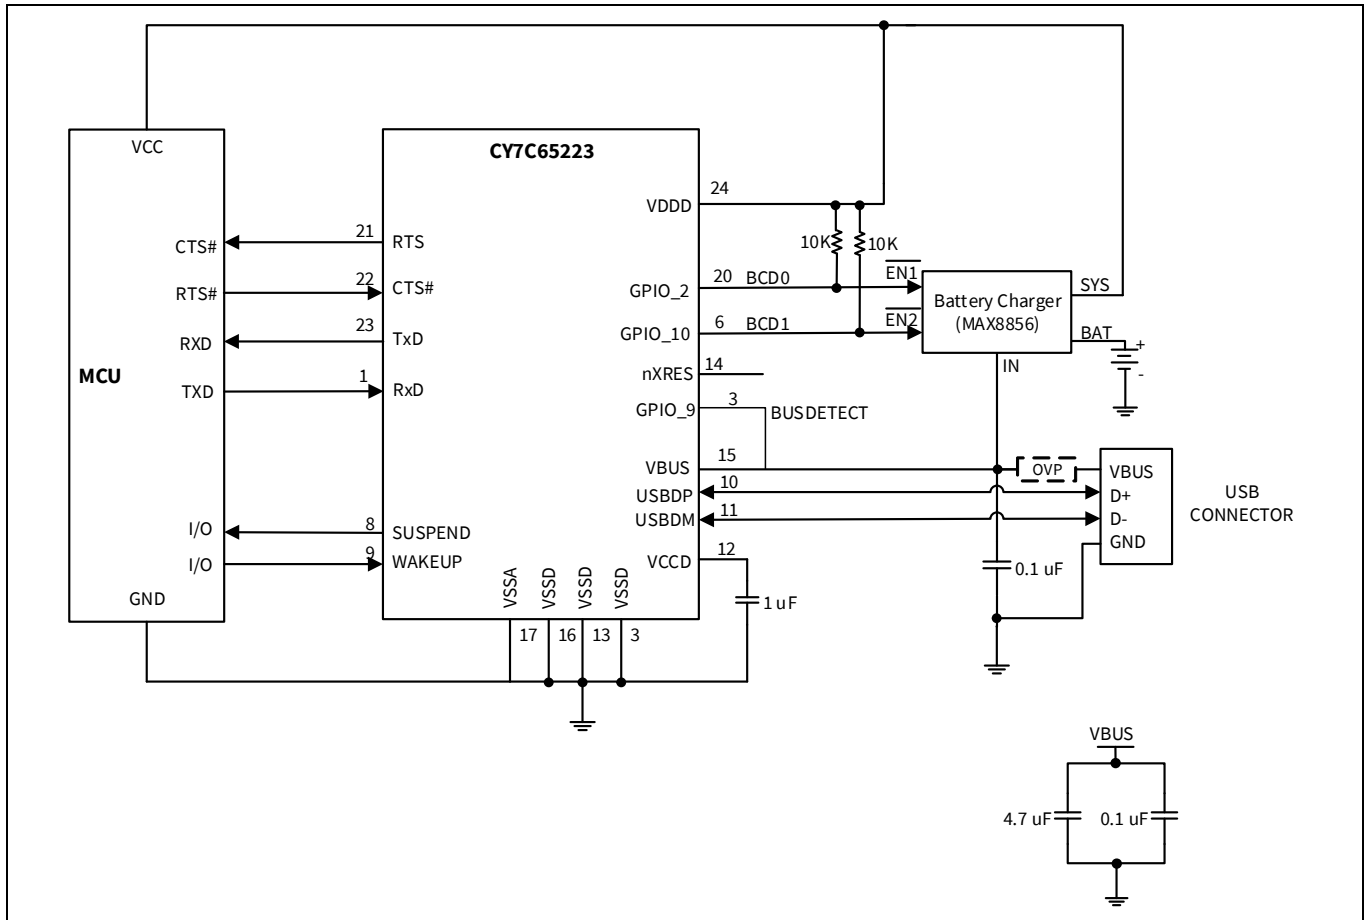 VCC
CY7C65223
24
VDDD
21
RTS
CTS#
10K
10K
22
CTS#
RTS#
20
BCD0
EN1
GPIO_2
SYS
Battery Charger
(MAX8856)
23
TxD
RXD
6
BCD1
EN2
GPIO_10
BAT
+
-
14
nXRES
IN
MCU
1
RxD
TXD
3
GPIO_9
BUSDETECT
15
VBUS
OVP
VBUS
10
USBDP
D+
11
USBDM
D-
GND
USB
CONNECTOR
8
SUSPEND
I/O
9
WAKEUP
I/O
12
VCCD
0.1 uF
GND
VSSA
VSSD
VSSD
VSSD
1 uF
17
16
13
3
VBUS
4.7 uF
0.1 uF